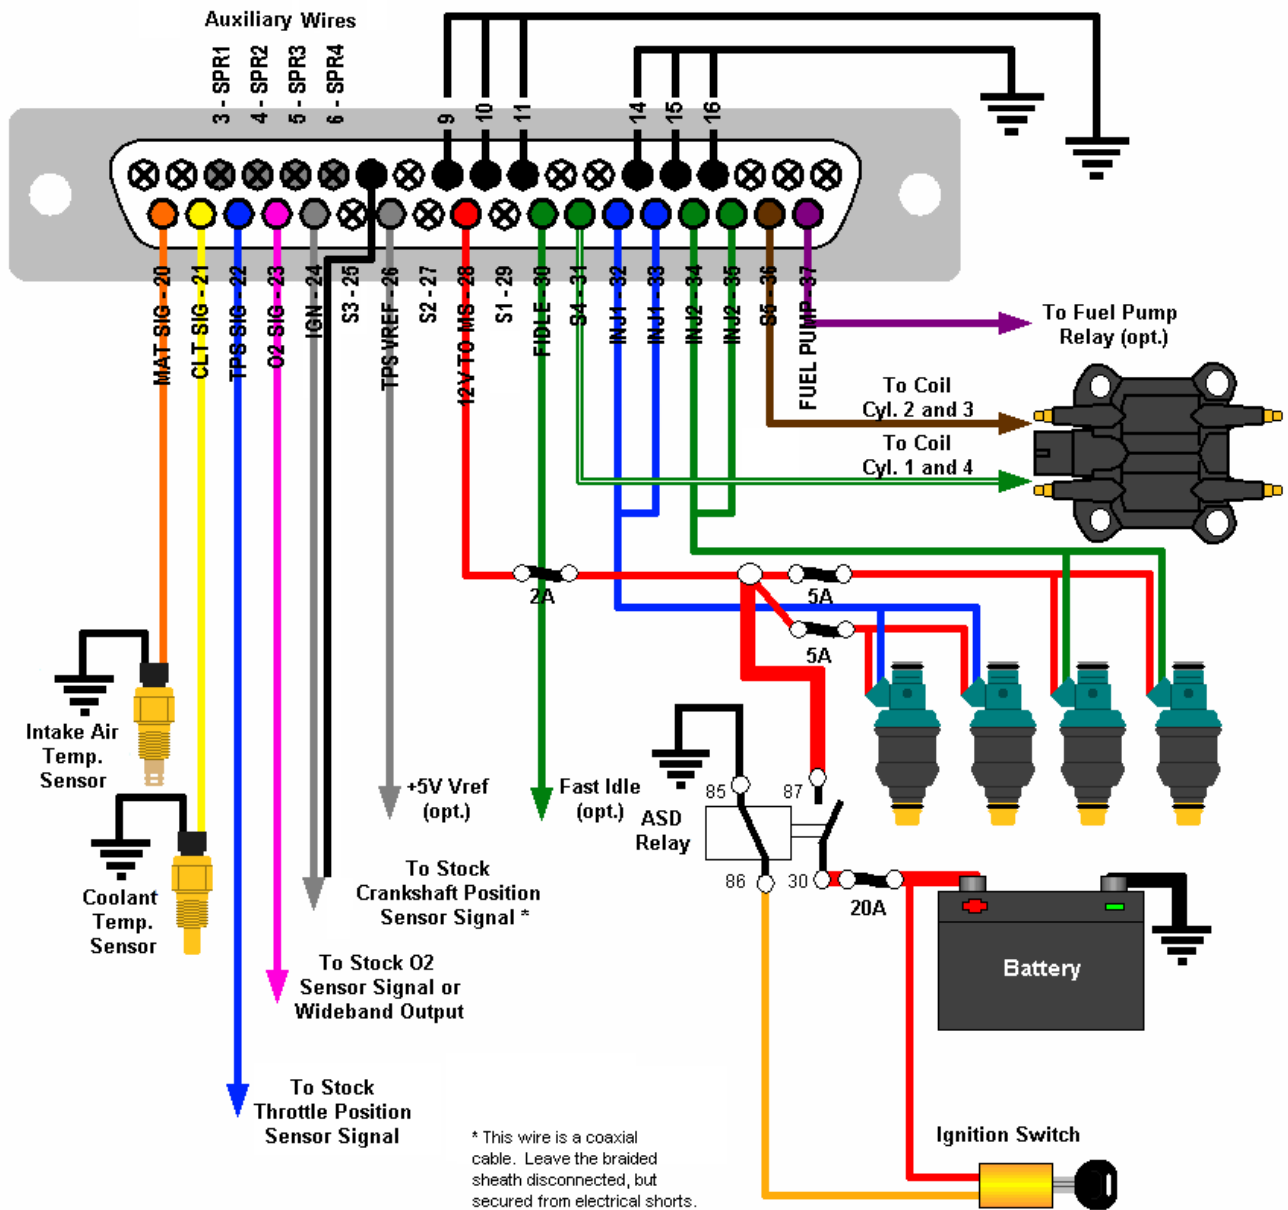 Auxiliary Wires
3 - SPR1
4 - SPR2
5 - SPR3
6 - SPR4
9
10
11
14
15
16
MAT SIG - 20
CLT SIG - 21
TPS SIG - 22
O2 SIG - 23
IGN - 24
S3 - 25
TPS VREF - 26
S2 - 27
12V TO MS - 28
S1 - 29
FIDLE - 30
S4 - 31
INJ1 - 32
INJ1 - 33
INJ2 - 34
INJ2 - 35
S5 - 36
FUEL PUMP - 37
To Fuel Pump
Relay (opt.)
To Coil
Cyl. 2 and 3
To Coil
Cyl. 1 and 4
2A
5A
5A
Intake Air
Temp.
Sensor
+5V Vref
(opt.)
Fast Idle
(opt.)
85
87
ASD
Relay
86
30
20A
Coolant
Temp.
Sensor
To Stock
Crankshaft Position
Sensor Signal *
Battery
To Stock O2
Sensor Signal or
Wideband Output
To Stock
Throttle Position
Sensor Signal
* This wire is a coaxial
cable. Leave the braided
sheath disconnected, but
secured from electrical shorts.
Ignition Switch